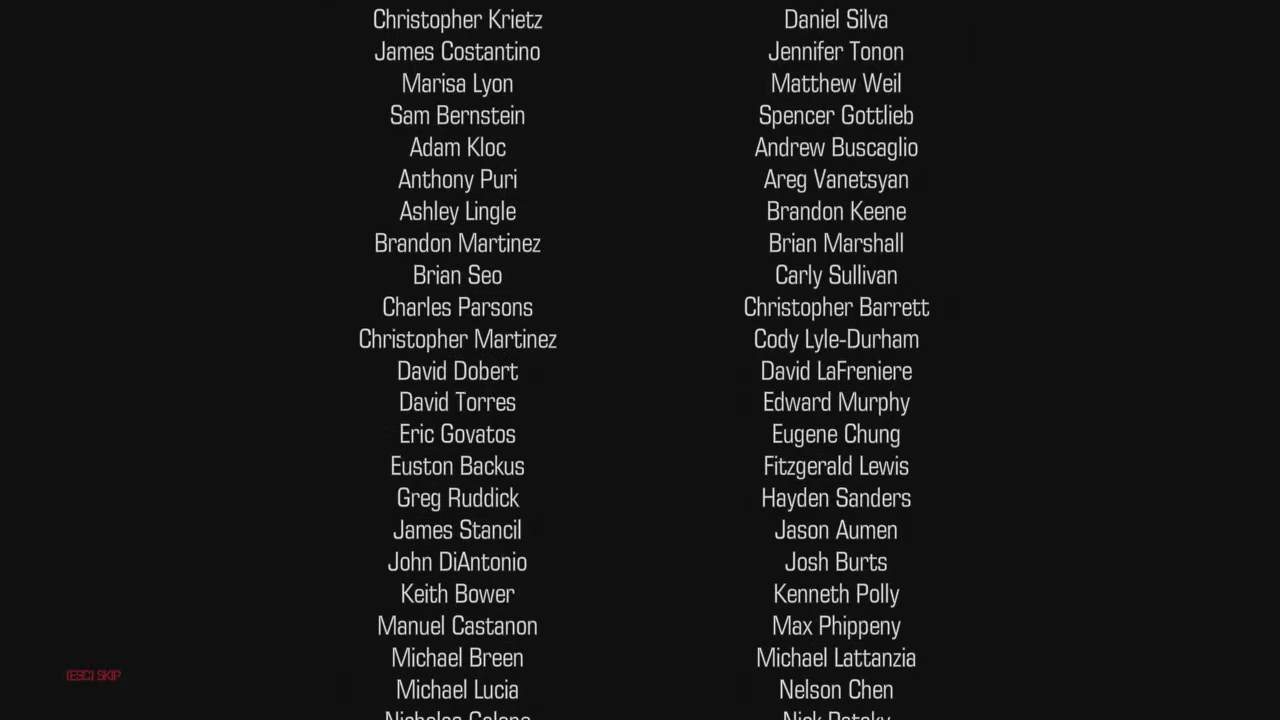 Christopher Krietz Daniel Silva
James Costantino Jennifer Tonon
Marisa Lyon Matthew Weil
Sam Bernstein Spencer Gottlieb
Adam Kloc Andrew Buscaglio
Anthony Puri Areg Vanetsyan
Ashley Lingle Brandon Keene
Brandon Martinez Brian Marshall
Brian Seo Carly Sullivan
Charles Parsons Christopher Barrett
Christopher Martinez Cody Lyle-Durham
David Dobert David LaFreniere
David Torres Edward Murphy
Eric Govatos Eugene Chung
Euston Backus Fitzgerald Lewis
Greg Ruddick Hayden Sanders
James Stancil Jason Aumen
John DiAntonio Josh Burts
Keith Bower Kenneth Polly
Manuel Castanon Max Phippeny
Michael Breen Michael Lattanzia
[ESC] SKIP
Michael Lucia Nelson Chen
Nicholas Nick